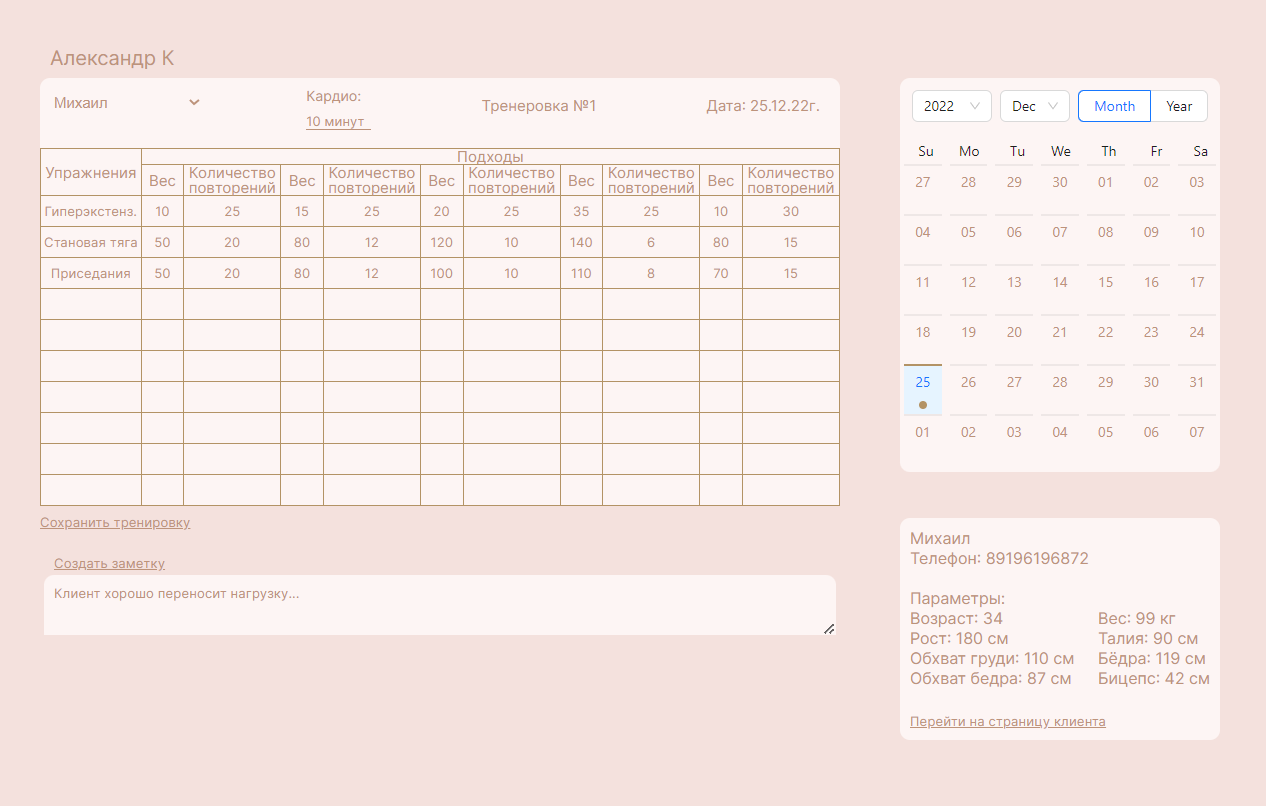 Александр К
Михаил
Кардио:
10 минут
Тренеровка №1
Дата: 25.12.22г.
Упражнения
Подходы
Вес Количество повторений Вес Количество повторений Вес Количество повторений Вес Количество повторений Вес Количество повторений
Гиперэкстенз. 10 25 15 25 20 25 35 25 10 30
Становая тяга 50 20 80 12 120 10 140 6 80 15
Приседания 50 20 80 12 100 10 110 8 70 15
Сохранить тренировку
Создать заметку
Клиент хорошо переносит нагрузку...
2022 Dec Month Year
Su Mo Tu We Th Fr Sa
27 28 29 30 01 02 03
04 05 06 07 08 09 10
11 12 13 14 15 16 17
18 19 20 21 22 23 24
25 26 27 28 29 30 31
01 02 03 04 05 06 07
Михаил
Телефон: 89196196872
Параметры:
Возраст: 34 Вес: 99 кг
Рост: 180 см Талия: 90 см
Обхват груди: 110 см Бёдра: 119 см
Обхват бедра: 87 см Бицепс: 42 см
Перейти на страницу клиента